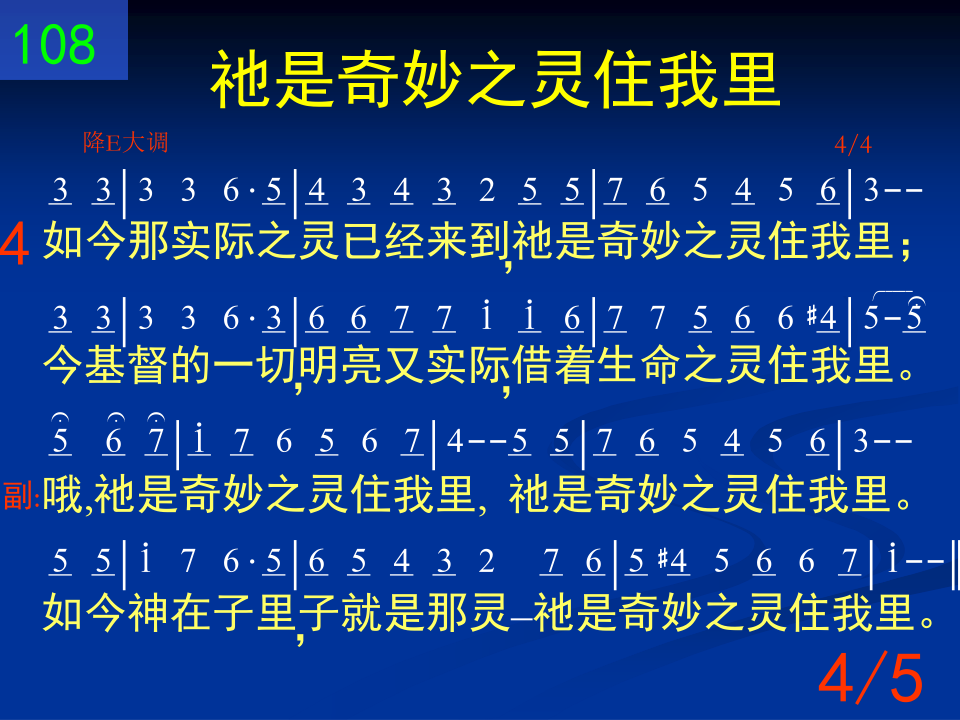 108
祂是奇妙之灵住我里
降E大调 4/4
3 3|3 3 6·5|4 3 4 3 2 5 5|7 6 5 4 5 6|3--
4 如今那实际之灵已经来到,祂是奇妙之灵住我里；
3 3|3 3 6·3|6 6 7 7 i i 6|7 7 5 6 6 #4|5-5
今基督的一切,明亮又实际,借着生命之灵住我里。
5 6 7|i 7 6 5 6 7|4--5 5|7 6 5 4 5 6|3--
副:哦,祂是奇妙之灵住我里, 祂是奇妙之灵住我里。
5 5|i 7 6·5|6 5 4 3 2 7 6|5 #4 5 6 6 7|i--‖
如今神在子里,子就是那灵–祂是奇妙之灵住我里。
4/5